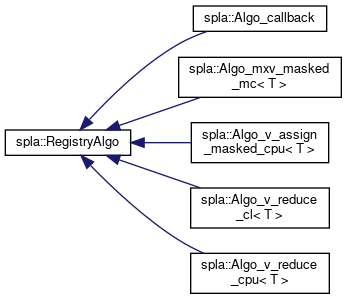 spla::Algo_callback
spla::Algo_mxv_masked
_mc< T >
spla::RegistryAlgo
spla::Algo_v_assign
_masked_cpu< T >
spla::Algo_v_reduce
_cl< T >
spla::Algo_v_reduce
_cpu< T >